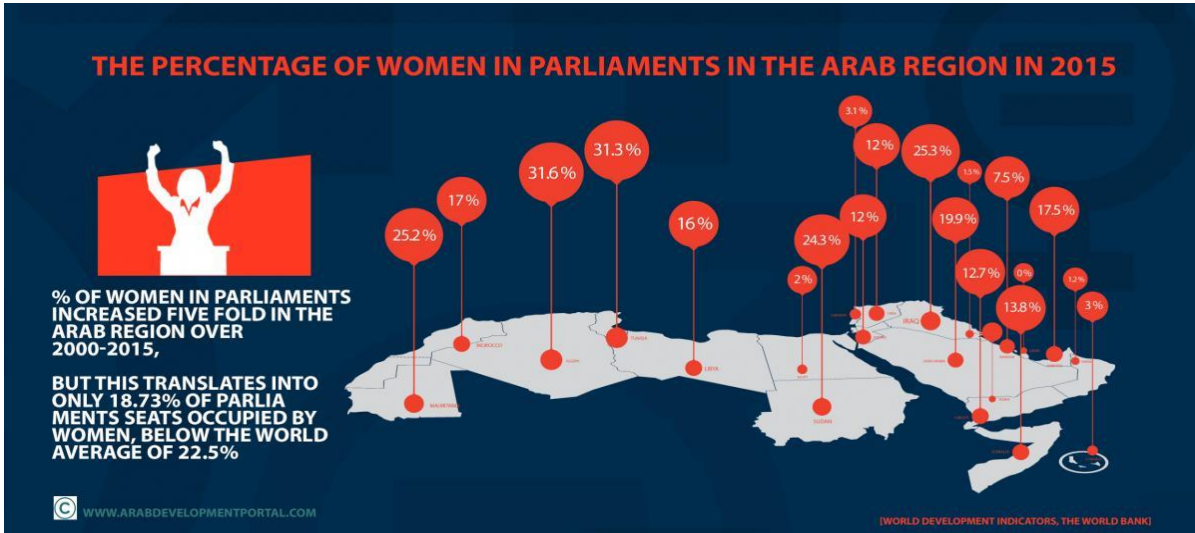 THE PERCENTAGE OF WOMEN IN PARLIAMENTS IN THE ARAB REGION IN 2015
3.1 %
12 %
25.3 %
31.3 %
31.6 %
1.5 %
7.5 %
17 %
17.5 %
25.2 %
16 %
12 %
19.9 %
24.3 %
2 %
12.7 %
0 %
1.2 %
13.8 %
3 %
% OF WOMEN IN PARLIAMENTS
INCREASED FIVE FOLD IN THE
ARAB REGION OVER
2000-2015,
BUT THIS TRANSLATES INTO
ONLY 18.73% OF PARLIA
MENTS SEATS OCCUPIED BY
WOMEN, BELOW THE WORLD
AVERAGE OF 22.5%
IRAQ
MOROCCO
TUNISIA
ALGERIA
LIBYA
SAUDI ARABIA
MAURITANIA
SUDAN
C WWW.ARABDEVELOPMENTPORTAL.COM
[WORLD DEVELOPMENT INDICATORS, THE WORLD BANK]